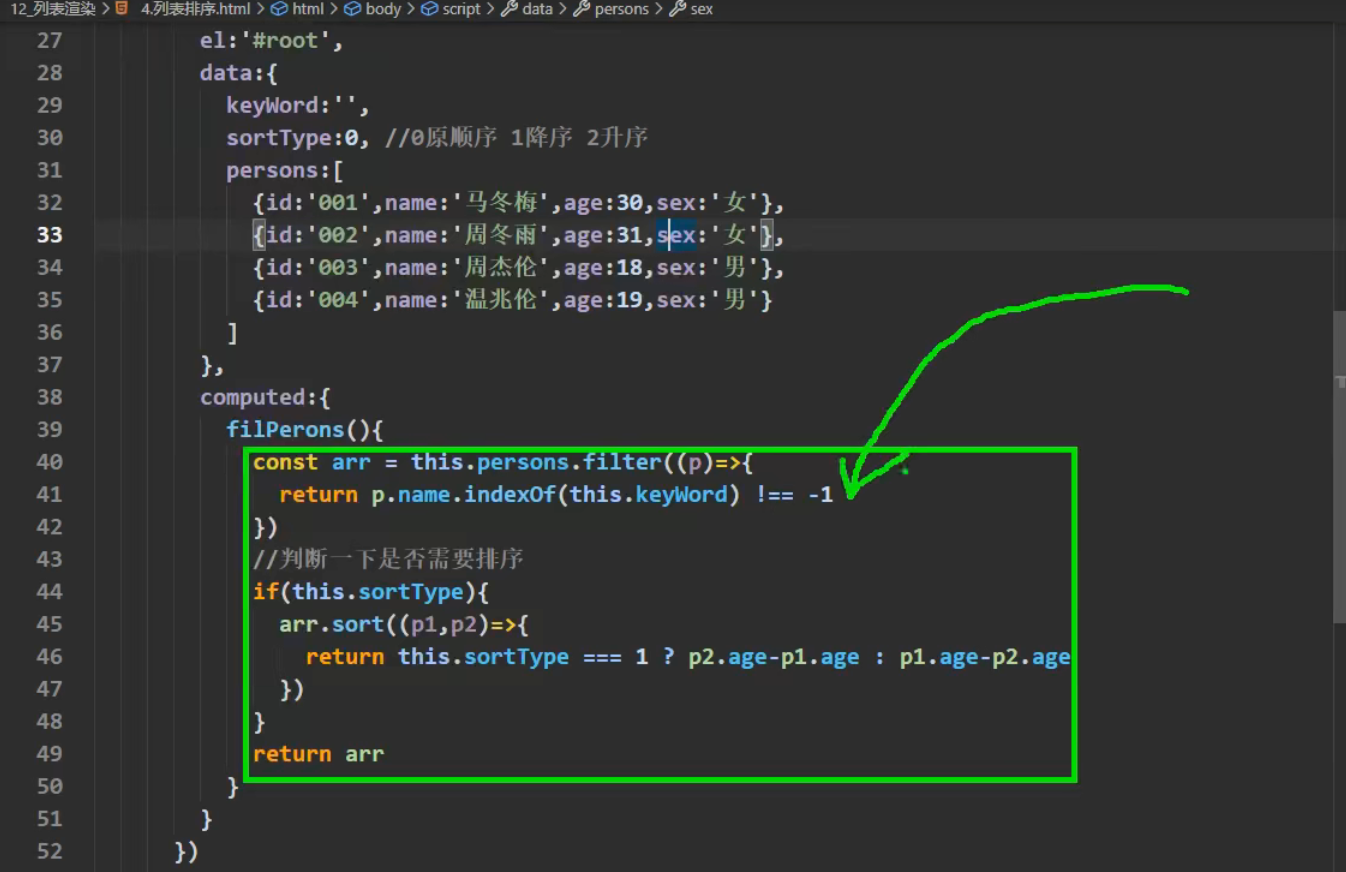 12_列表渲染 > 4.列表排序.html > html > body > script > data > persons > sex
27 el:'#root',
28 data:{
29 keyWord:'',
30 sortType:0, //0原顺序 1降序 2升序
31 persons:[
32 {id:'001',name:'马冬梅',age:30,sex:'女'},
33 {id:'002',name:'周冬雨',age:31,sex:'女'},
34 {id:'003',name:'周杰伦',age:18,sex:'男'},
35 {id:'004',name:'温兆伦',age:19,sex:'男'}
36 ]
37 },
38 computed:{
39 filPerons(){
40 const arr = this.persons.filter((p)=>{
41 return p.name.indexOf(this.keyWord) !== -1
42 })
43 //判断一下是否需要排序
44 if(this.sortType){
45 arr.sort((p1,p2)=>{
46 return this.sortType === 1 ? p2.age-p1.age : p1.age-p2.age
47 })
48 }
49 return arr
50 }
51 }
52 })